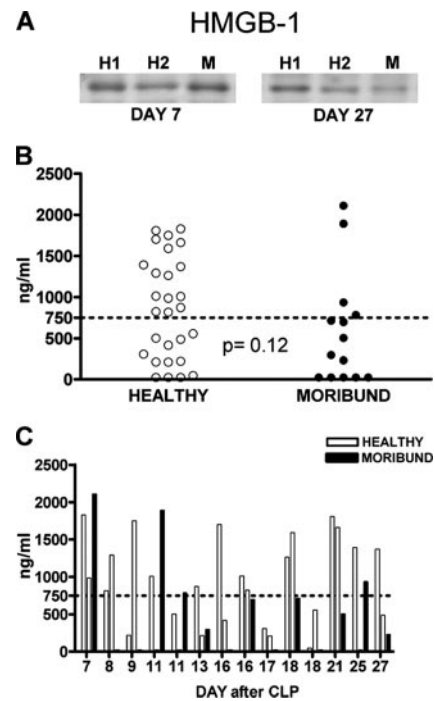 A
HMGB-1
H1 H2 M H1 H2 M
DAY 7 DAY 27
B
2500
2000
1500
1000
750
500
0
ng/ml
p= 0.12
HEALTHY MORIBUND
C
HEALTHY
MORIBUND
2500
2000
1500
1000
750
500
0
ng/ml
7 8 9 11 11 13 16 16 17 18 18 21 25 27
DAY after CLP